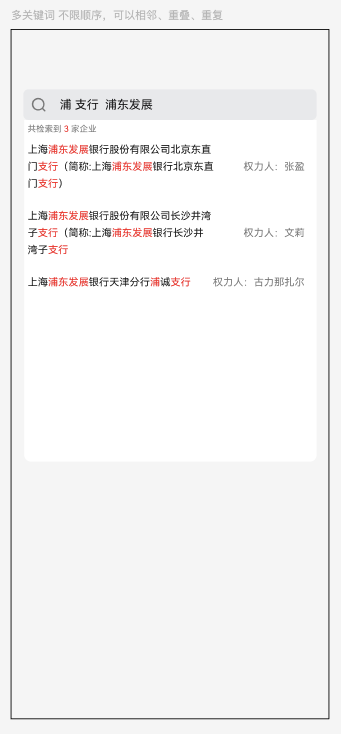 多关键词 不限顺序，可以相邻、重叠、重复
浦 支行  浦东发展
共检索到 3 家企业
上海浦东发展银行股份有限公司北京东直
门支行（简称:上海浦东发展银行北京东直 权力人：张盈
门支行）
上海浦东发展银行股份有限公司长沙井湾
子支行（简称:上海浦东发展银行长沙井 权力人：文莉
湾子支行
上海浦东发展银行天津分行浦诚支行 权力人：古力那扎尔